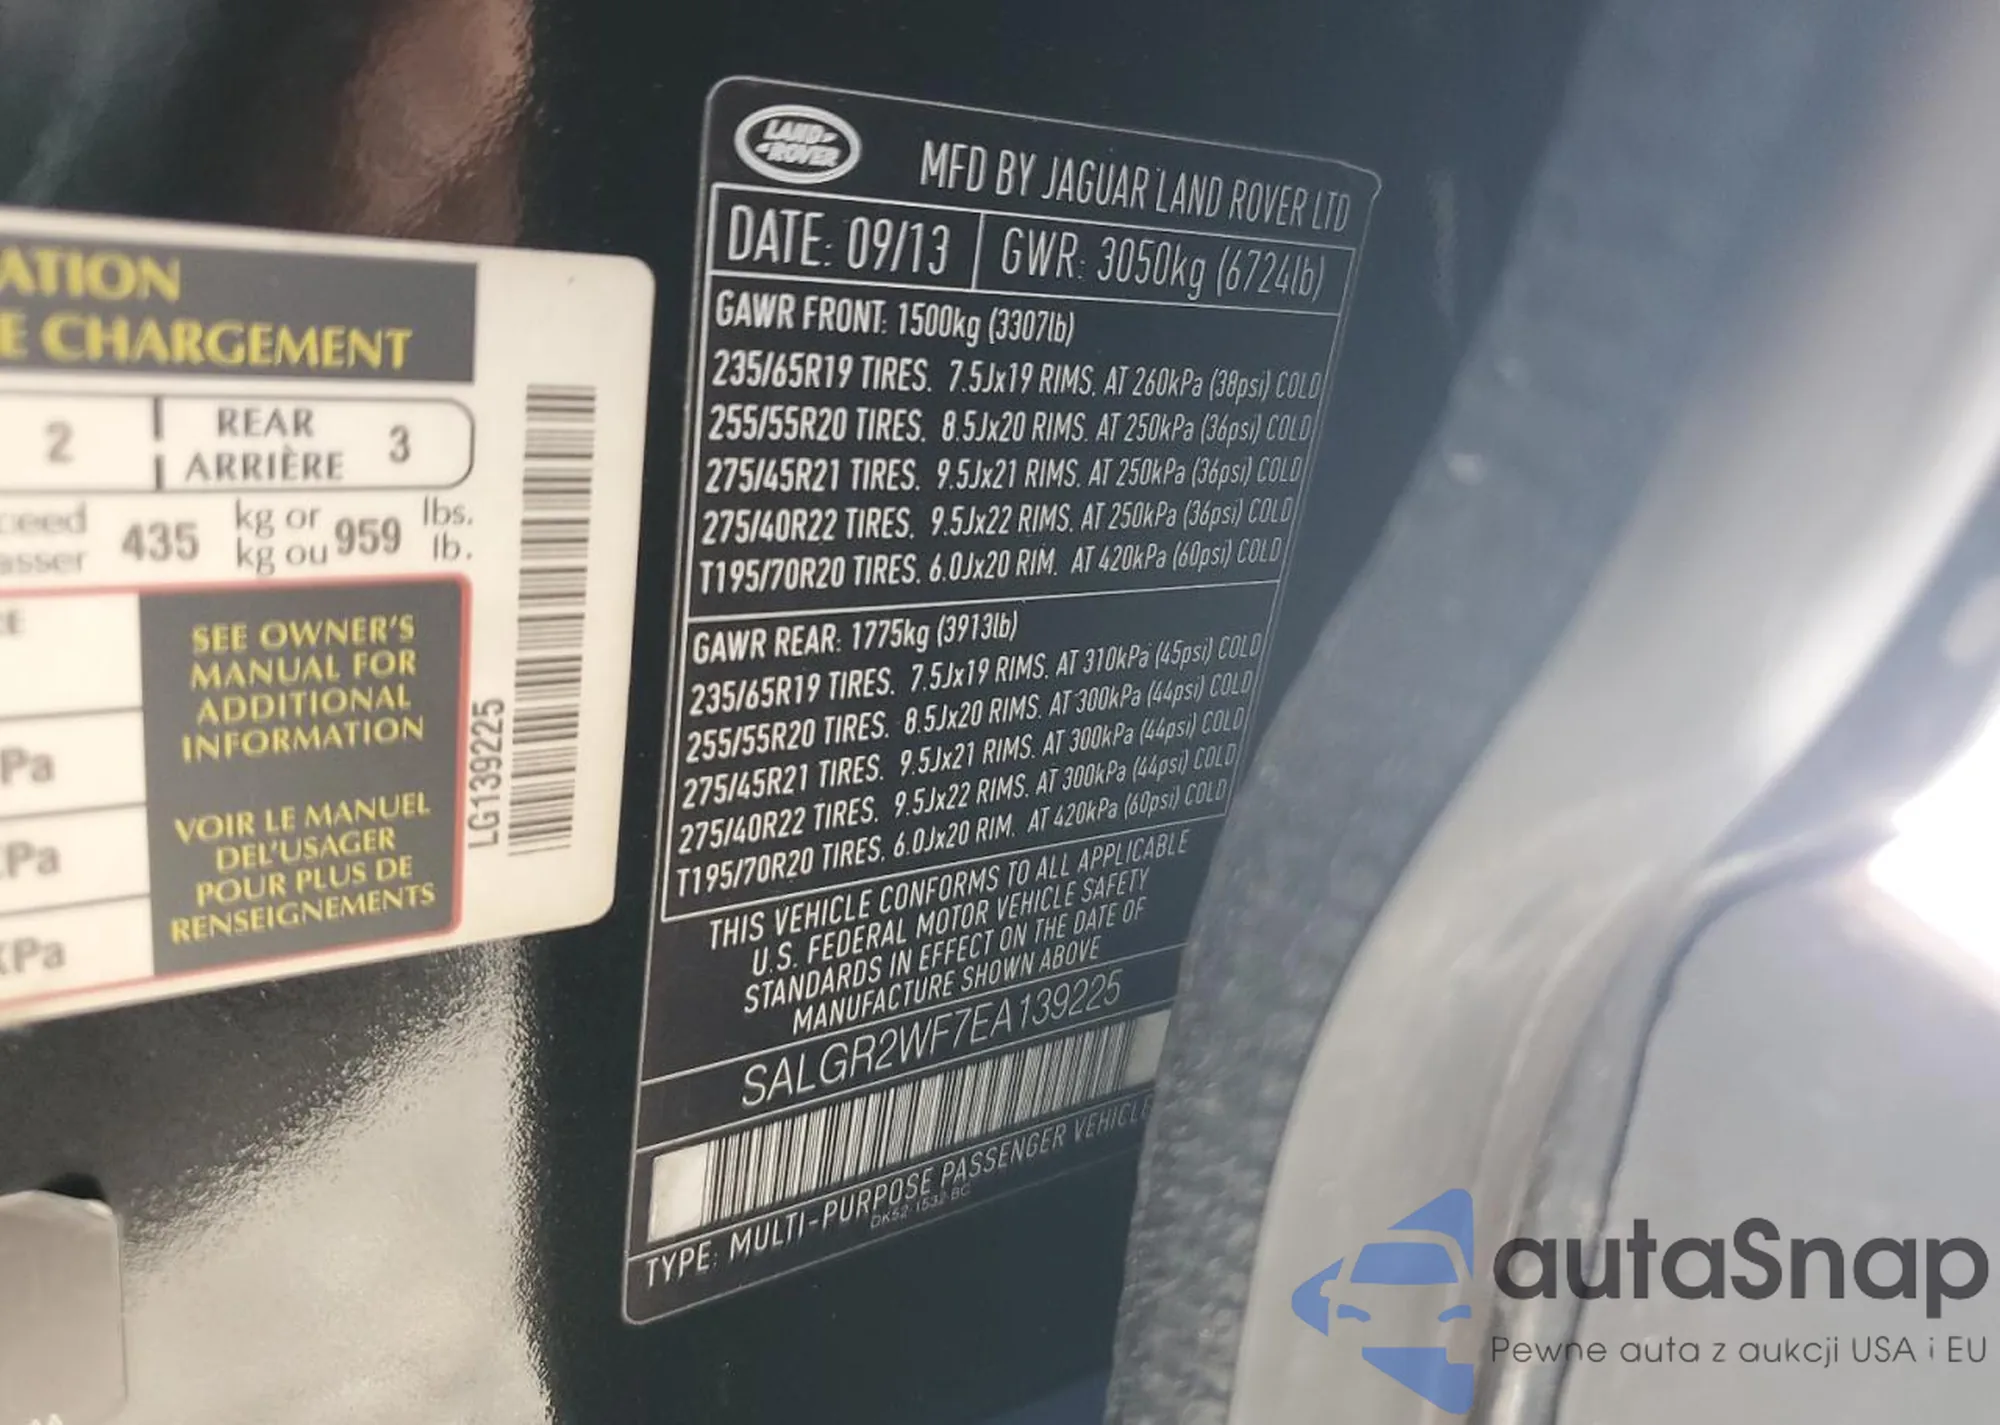 ATION
E CHARGEMENT
2 REAR ARRIÈRE 3
ceed
asser
435 kg or kg ou 959 lbs. lb.
SEE OWNER'S
MANUAL FOR
ADDITIONAL
INFORMATION
VOIR LE MANUEL
DEL'USAGER
POUR PLUS DE
RENSEIGNEMENTS
Pa
Pa
KPa
LG139225
LAND
ROVER
MFD BY JAGUAR LAND ROVER LTD
DATE: 09/13 GWR: 3050kg (6724lb)
GAWR FRONT: 1500kg (3307lb)
235/65R19 TIRES. 7.5Jx19 RIMS. AT 260kPa (38psi) COLD
255/55R20 TIRES. 8.5Jx20 RIMS. AT 250kPa (36psi) COLD
275/45R21 TIRES. 9.5Jx21 RIMS. AT 250kPa (36psi) COLD
275/40R22 TIRES. 9.5Jx22 RIMS. AT 250kPa (36psi) COLD
T195/70R20 TIRES. 6.0Jx20 RIM. AT 420kPa (60psi) COLD
GAWR REAR: 1775kg (3913lb)
235/65R19 TIRES. 7.5Jx19 RIMS. AT 310kPa (45psi) COLD
255/55R20 TIRES. 8.5Jx20 RIMS. AT 300kPa (44psi) COLD
275/45R21 TIRES. 9.5Jx21 RIMS. AT 300kPa (44psi) COLD
275/40R22 TIRES. 9.5Jx22 RIMS. AT 300kPa (44psi) COLD
T195/70R20 TIRES. 6.0Jx20 RIM. AT 420kPa (60psi) COLD
THIS VEHICLE CONFORMS TO ALL APPLICABLE
U.S. FEDERAL MOTOR VEHICLE SAFETY
STANDARDS IN EFFECT ON THE DATE OF
MANUFACTURE SHOWN ABOVE
SALGR2WF7EA139225
TYPE: MULTI-PURPOSE PASSENGER VEHICLE
DK52-1532-BC
autaSnap
Pewne auta z aukcji USA i EU